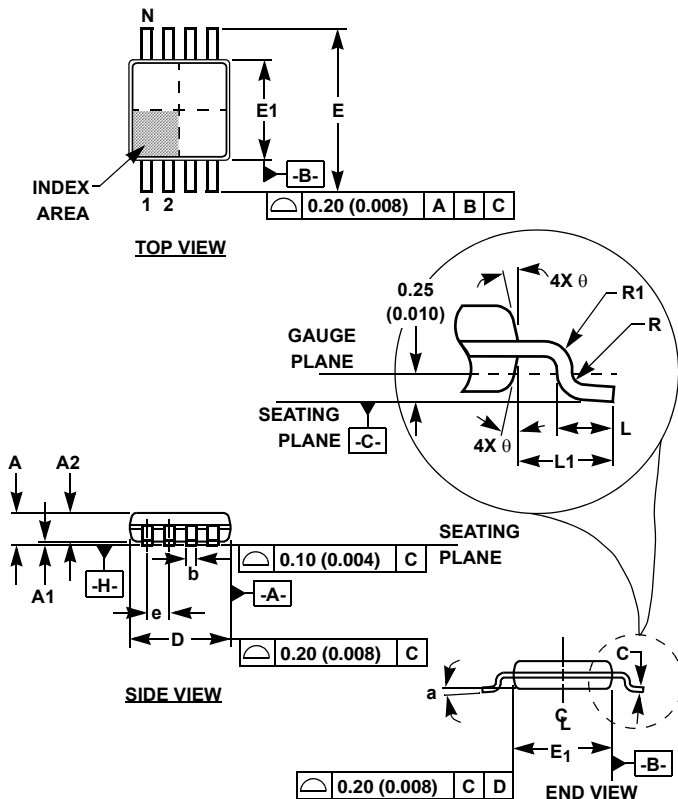 N
E1
E
-B-
INDEX
AREA
1 2
0.20 (0.008) A B C
TOP VIEW
0.25
(0.010)
4X θ
R1
R
GAUGE
PLANE
SEATING
PLANE
-C-
4X θ
L
L1
A
A2
SEATING
PLANE
A1
-H-
b
0.10 (0.004) C
-A-
e
D
0.20 (0.008) C
SIDE VIEW
C
a
CL
E1
-B-
0.20 (0.008) C D
END VIEW